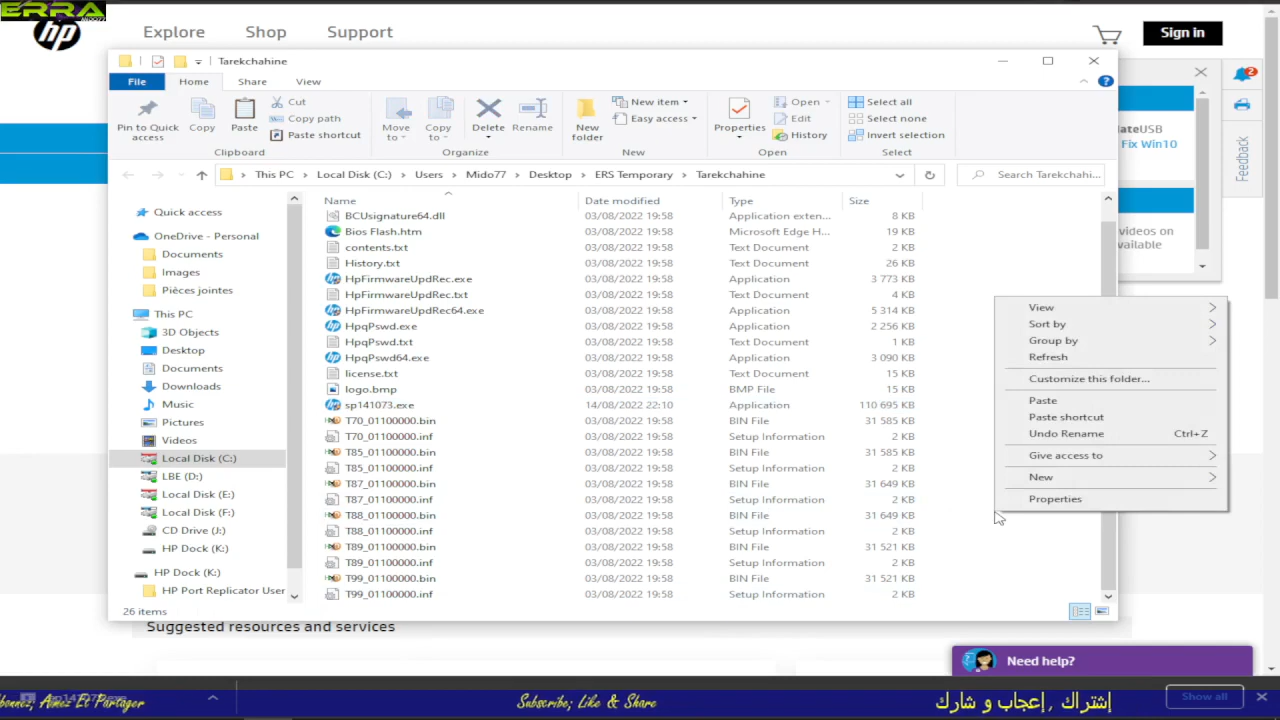 ERRA
MIDO77
hp
Explore
Shop
Support
Sign in
Tarekchahine
File
Home
Share
View
Pin to Quick access
Copy
Paste
Cut
Copy path
Paste shortcut
Clipboard
Move to
Copy to
Delete
Rename
Organize
New folder
New item
Easy access
New
Properties
Open
Edit
History
Open
Select all
Select none
Invert selection
Select
2
ateUSB
Fix Win10
Feedback
videos on
available
This PC > Local Disk (C:) > Users > Mido77 > Desktop > ERS Temporary > Tarekchahine
Search Tarekchahi...
Quick access
OneDrive - Personal
Documents
Images
Pièces jointes
This PC
3D Objects
Desktop
Documents
Downloads
Music
Pictures
Videos
Local Disk (C:)
LBE (D:)
Local Disk (E:)
Local Disk (F:)
CD Drive (J:)
HP Dock (K:)
HP Dock (K:)
HP Port Replicator User
Name Date modified Type Size
BCUsignature64.dll 03/08/2022 19:58 Application exten... 8 KB
Bios Flash.htm 03/08/2022 19:58 Microsoft Edge H... 19 KB
contents.txt 03/08/2022 19:58 Text Document 2 KB
History.txt 03/08/2022 19:58 Text Document 26 KB
HpFirmwareUpdRec.exe 03/08/2022 19:58 Application 3 773 KB
HpFirmwareUpdRec.txt 03/08/2022 19:58 Text Document 4 KB
HpFirmwareUpdRec64.exe 03/08/2022 19:58 Application 5 314 KB
HpqPswd.exe 03/08/2022 19:58 Application 2 256 KB
HpqPswd.txt 03/08/2022 19:58 Text Document 1 KB
HpqPswd64.exe 03/08/2022 19:58 Application 3 090 KB
license.txt 03/08/2022 19:58 Text Document 15 KB
logo.bmp 03/08/2022 19:58 BMP File 15 KB
sp141073.exe 14/08/2022 22:10 Application 110 695 KB
T70_01100000.bin 03/08/2022 19:58 BIN File 31 585 KB
T70_01100000.inf 03/08/2022 19:58 Setup Information 2 KB
T85_01100000.bin 03/08/2022 19:58 BIN File 31 585 KB
T85_01100000.inf 03/08/2022 19:58 Setup Information 2 KB
T87_01100000.bin 03/08/2022 19:58 BIN File 31 649 KB
T87_01100000.inf 03/08/2022 19:58 Setup Information 2 KB
T88_01100000.bin 03/08/2022 19:58 BIN File 31 649 KB
T88_01100000.inf 03/08/2022 19:58 Setup Information 2 KB
T89_01100000.bin 03/08/2022 19:58 BIN File 31 521 KB
T89_01100000.inf 03/08/2022 19:58 Setup Information 2 KB
T99_01100000.bin 03/08/2022 19:58 BIN File 31 521 KB
T99_01100000.inf 03/08/2022 19:58 Setup Information 2 KB
View
Sort by
Group by
Refresh
Customize this folder...
Paste
Paste shortcut
Undo Rename Ctrl+Z
Give access to
New
Properties
26 items
Suggested resources and services
Need help?
Abonnez, Aimez Et Partager
Subscribe; Like & Share
إشتراك ,إعجاب و شارك
Show all